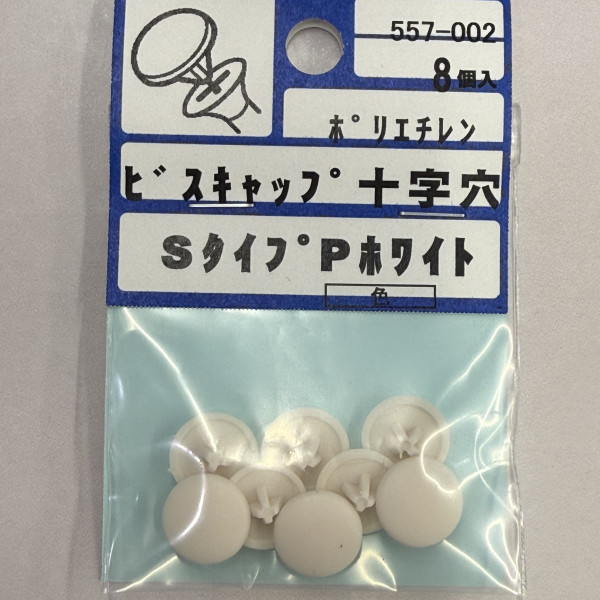 557-002
8個入
ポリエチレン
ビスキャップ十字穴
SタイプPホワイト
色